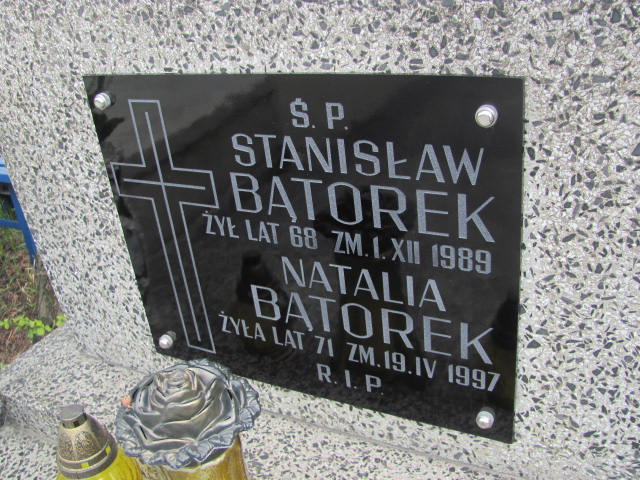 Ś.P.
STANISŁAW
BĄTOREK
ŻYŁ LAT 68 ZM. 1. XII 1989
NATALIA
BĄTOREK
ŻYŁA LAT 71 ZM. 19. IV 1997
R.I.P.